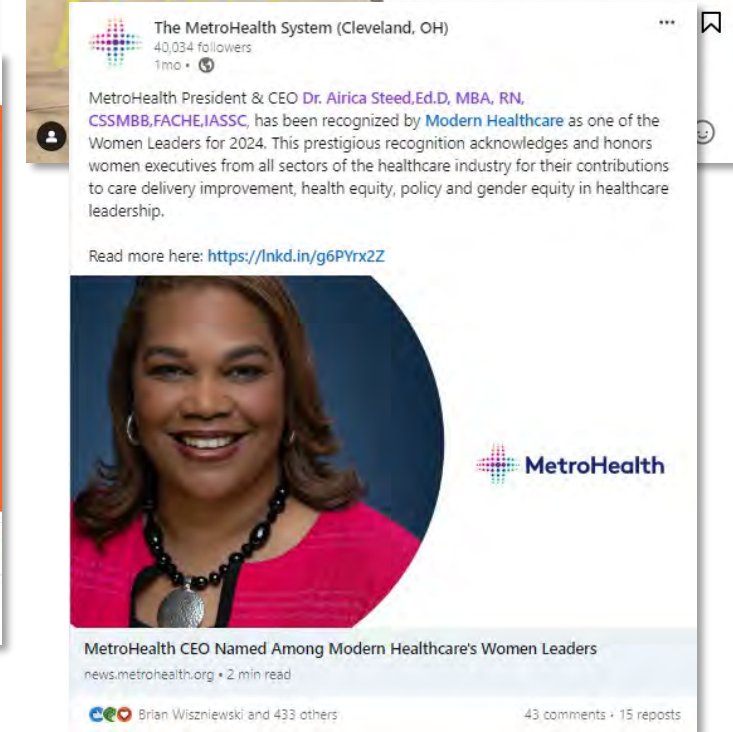 The MetroHealth System (Cleveland, OH)
40,034 followers
1mo •
MetroHealth President & CEO Dr. Airica Steed,Ed.D, MBA, RN,
CSSMBB,FACHE,IASSC, has been recognized by Modern Healthcare as one of the
Women Leaders for 2024. This prestigious recognition acknowledges and honors
women executives from all sectors of the healthcare industry for their contributions
to care delivery improvement, health equity, policy and gender equity in healthcare
leadership.
Read more here: https://lnkd.in/g6PYrx2Z
MetroHealth
MetroHealth CEO Named Among Modern Healthcare's Women Leaders
news.metrohealth.org • 2 min read
Brian Wiszniewski and 433 others
43 comments · 15 reposts